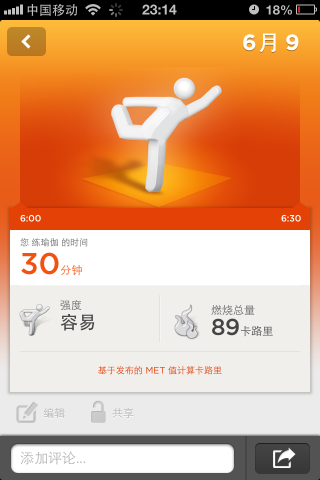 中国移动 23:14 18%
6月 9
6:00 6:30
您 练瑜伽 的时间
30分钟
强度
容易
燃烧总量
89卡路里
基于发布的 MET 值计算卡路里
编辑 共享
添加评论...